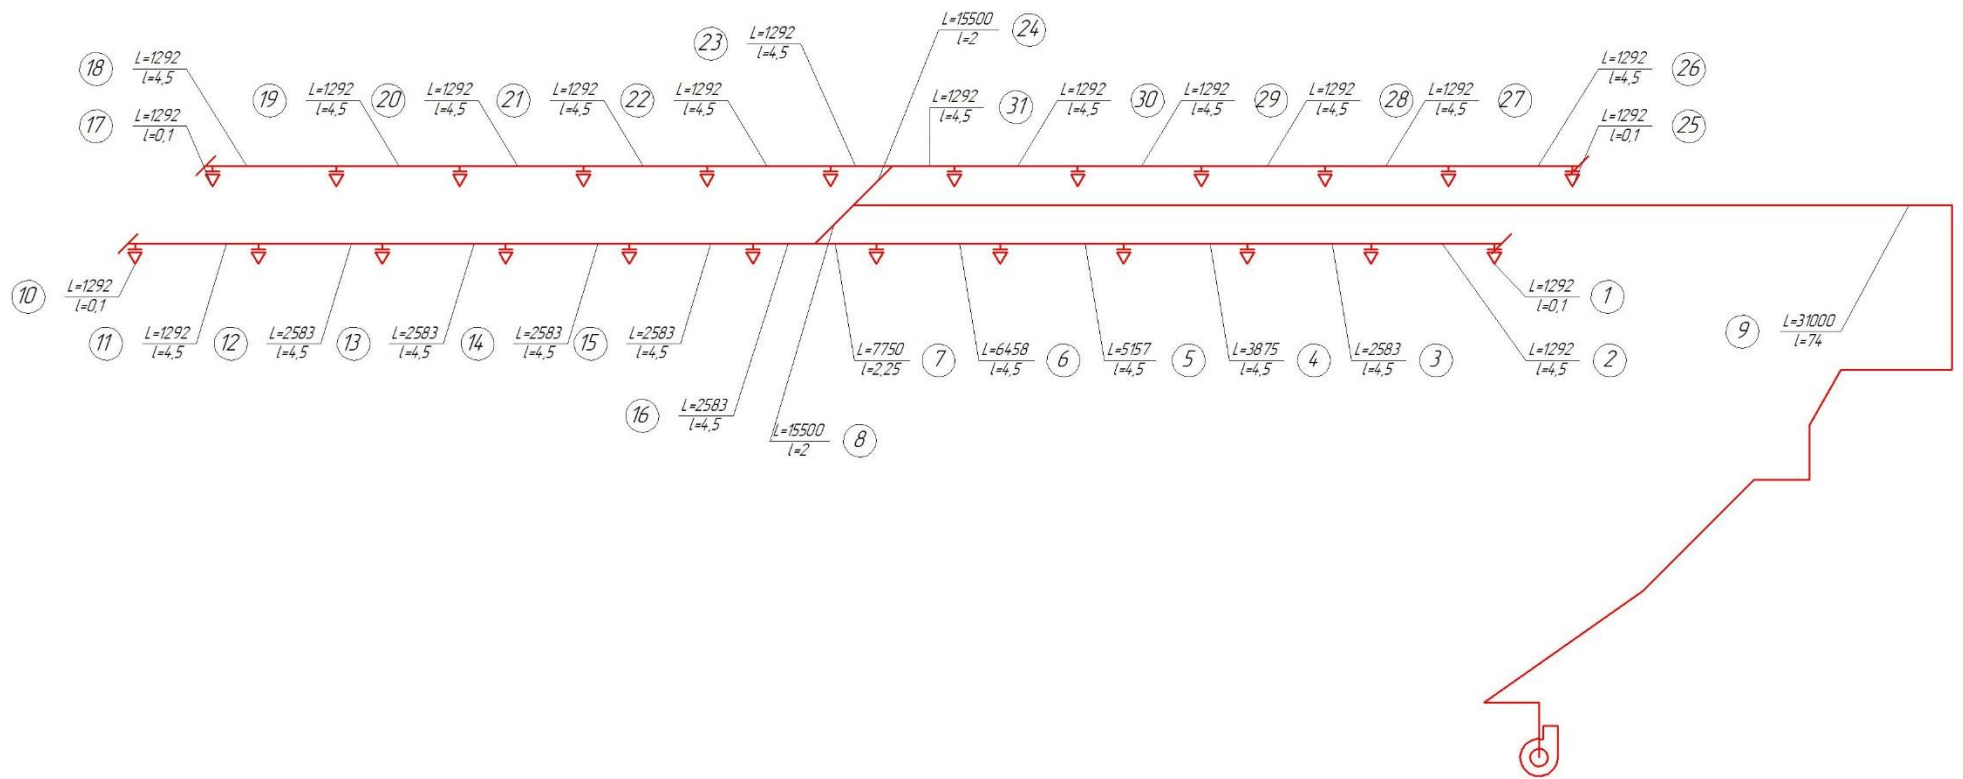 L=15500
l=2
24
23
L=1292
l=4,5
18
L=1292
l=4,5
L=1292
l=4,5
26
19
L=1292
l=4,5
20
L=1292
l=4,5
21
L=1292
l=4,5
22
L=1292
l=4,5
L=1292
l=4,5
31
L=1292
l=4,5
30
L=1292
l=4,5
29
L=1292
l=4,5
28
L=1292
l=4,5
27
17
L=1292
l=0,1
L=1292
l=0,1
25
10
L=1292
l=0,1
L=1292
l=0,1
1
11
L=1292
l=4,5
12
L=2583
l=4,5
13
L=2583
l=4,5
14
L=2583
l=4,5
15
L=2583
l=4,5
9
L=31000
l=74
L=7750
l=2,25
7
L=6458
l=4,5
6
L=5157
l=4,5
5
L=3875
l=4,5
4
L=2583
l=4,5
3
L=1292
l=4,5
2
16
L=2583
l=4,5
L=15500
l=2
8